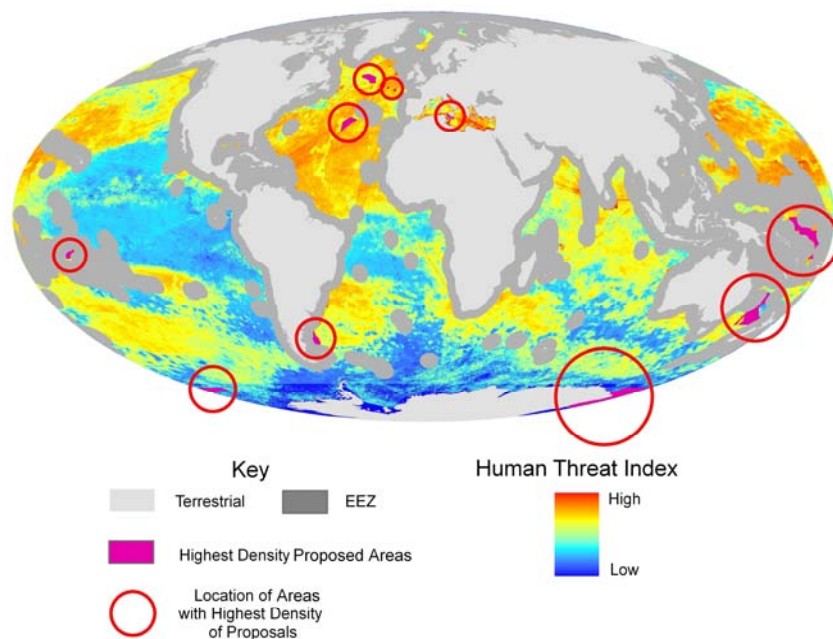 Key
Terrestrial
EEZ
Highest Density Proposed Areas
Location of Areas
with Highest Density
of Proposals
Human Threat Index
High
Low